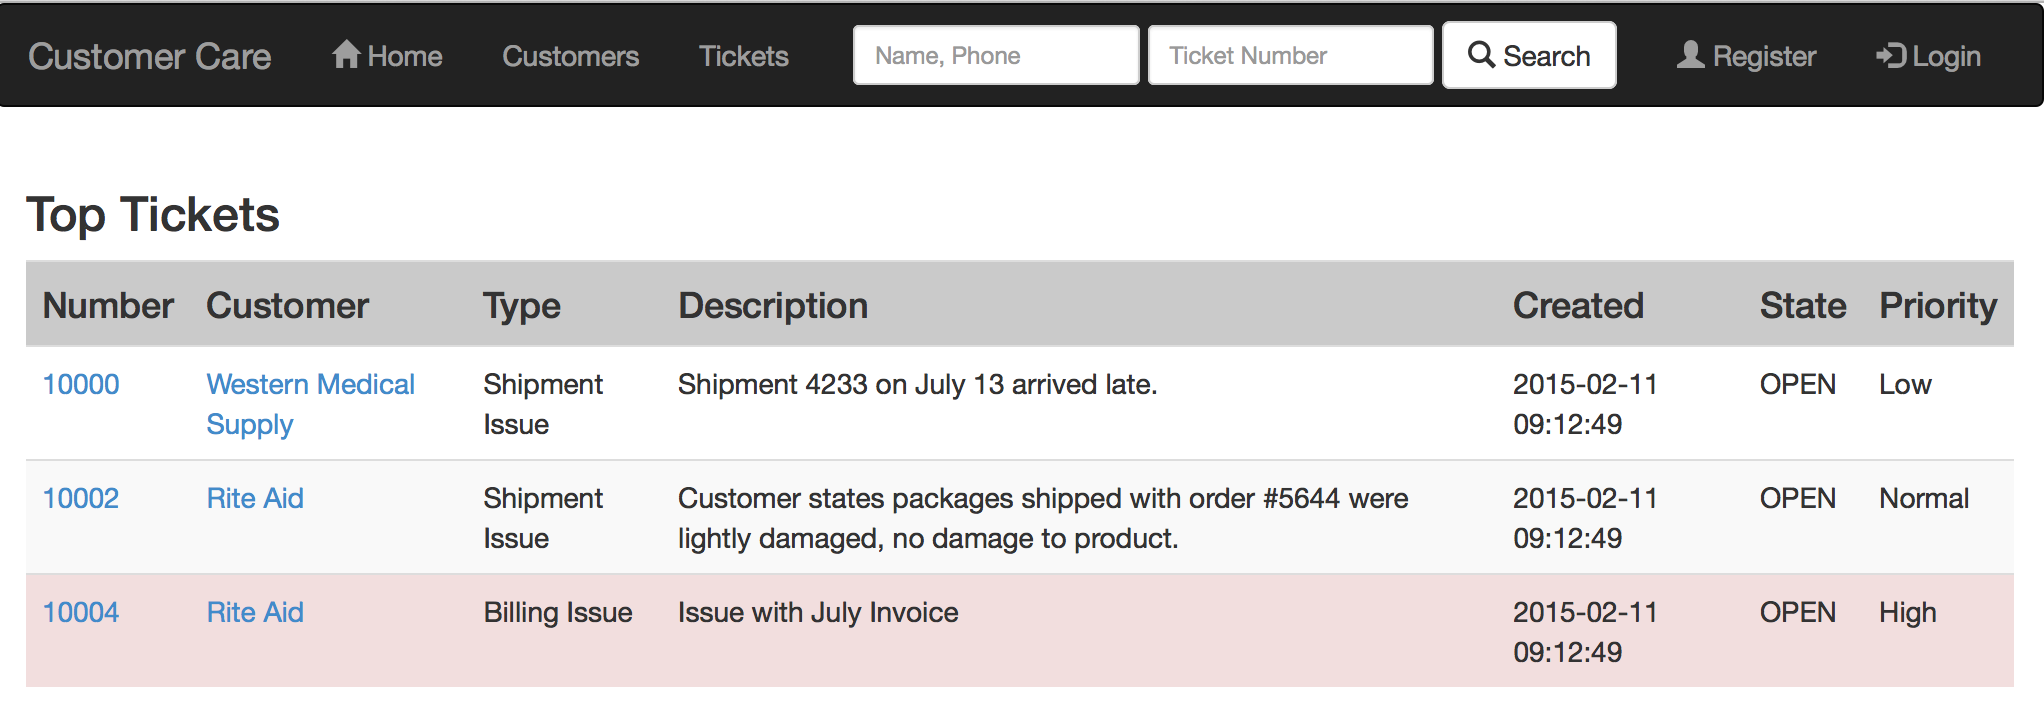 Customer Care Home Customers Tickets Name, Phone Ticket Number Search Register Login
Top Tickets
Number Customer Type Description Created State Priority
10000 Western Medical Shipment Shipment 4233 on July 13 arrived late. 2015-02-11 OPEN Low
Supply Issue 09:12:49
10002 Rite Aid Shipment Customer states packages shipped with order #5644 were 2015-02-11 OPEN Normal
Issue lightly damaged, no damage to product. 09:12:49
10004 Rite Aid Billing Issue Issue with July Invoice 2015-02-11 OPEN High
09:12:49